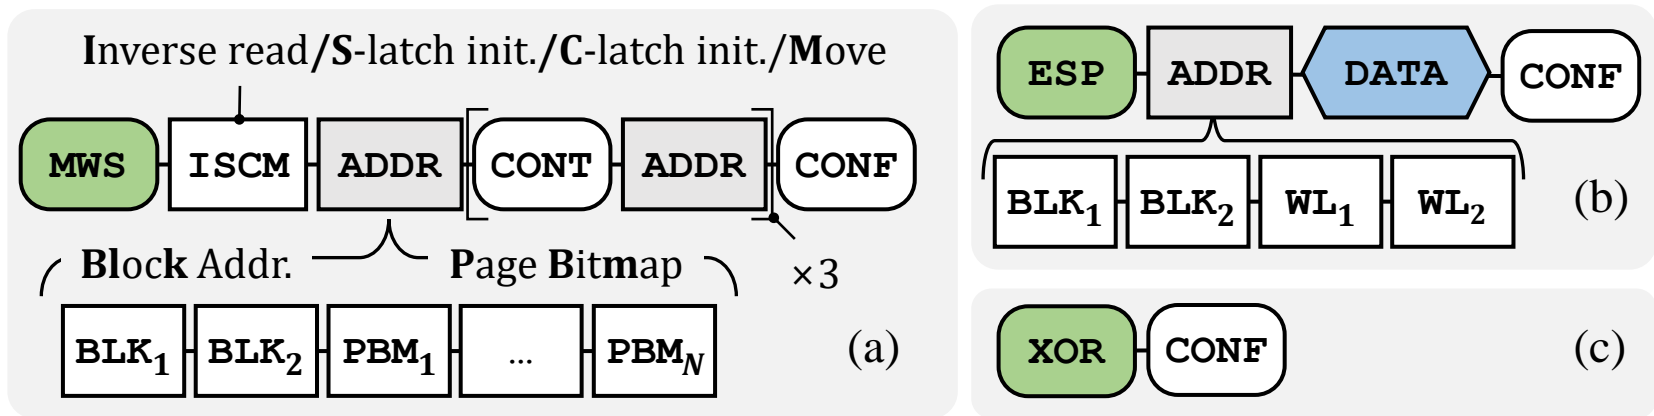 Inverse read/S-latch init./C-latch init./Move
MWS ISCM ADDR CONT ADDR CONF
×3
Block Addr. Page Bitmap
BLK1 BLK2 PBM1 ... PBMN
(a)
ESP ADDR DATA CONF
BLK1 BLK2 WL1 WL2
(b)
XOR CONF
(c)